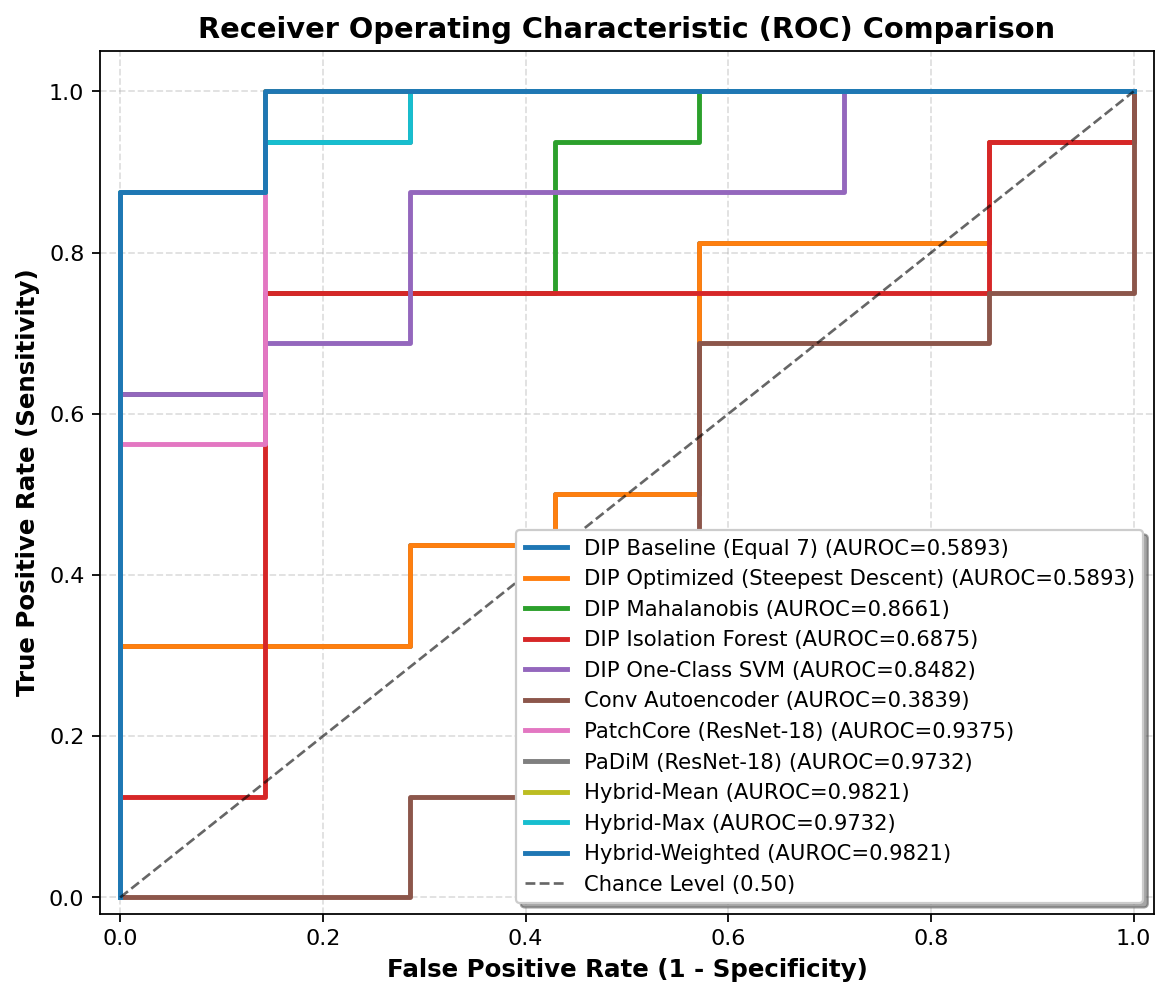 Receiver Operating Characteristic (ROC) Comparison
True Positive Rate (Sensitivity)
1.0
0.8
0.6
0.4
0.2
0.0
DIP Baseline (Equal 7) (AUROC=0.5893)
DIP Optimized (Steepest Descent) (AUROC=0.5893)
DIP Mahalanobis (AUROC=0.8661)
DIP Isolation Forest (AUROC=0.6875)
DIP One-Class SVM (AUROC=0.8482)
Conv Autoencoder (AUROC=0.3839)
PatchCore (ResNet-18) (AUROC=0.9375)
PaDiM (ResNet-18) (AUROC=0.9732)
Hybrid-Mean (AUROC=0.9821)
Hybrid-Max (AUROC=0.9732)
Hybrid-Weighted (AUROC=0.9821)
Chance Level (0.50)
0.0 0.2 0.4 0.6 0.8 1.0
False Positive Rate (1 - Specificity)